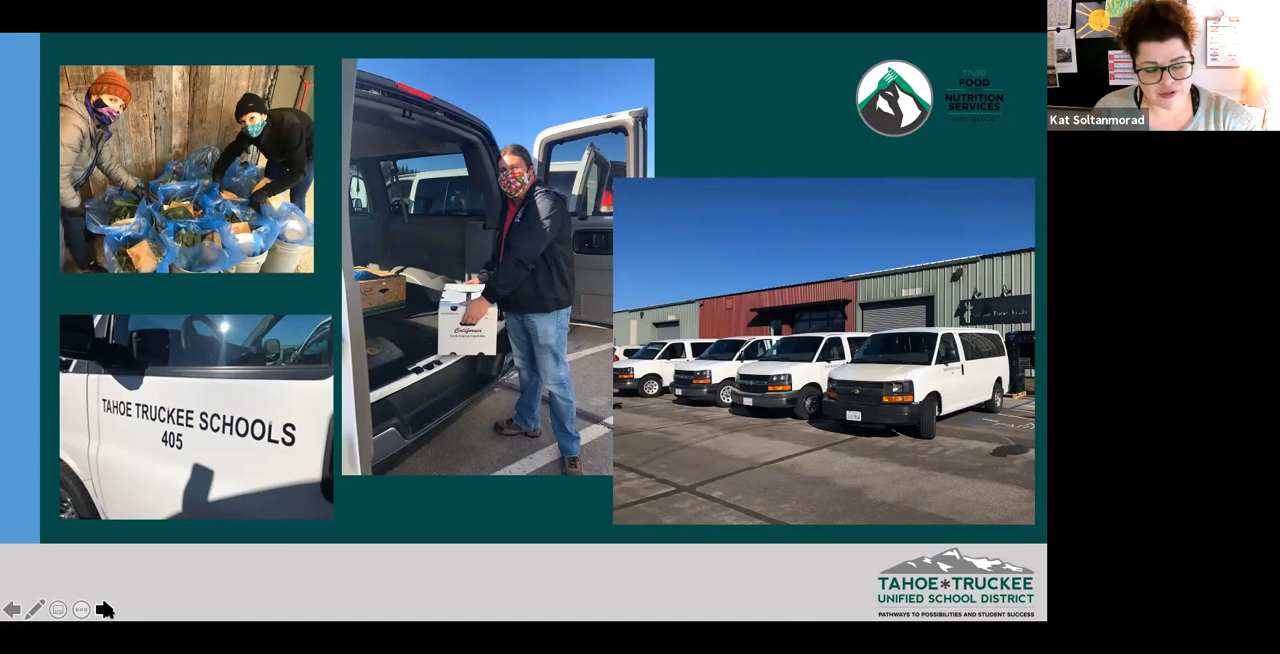 TTUSD
FOOD
NUTRITION
SERVICES
Kat Soltanmorad
California
TAHOE TRUCKEE SCHOOLS
405
TAHOE*TRUCKEE
UNIFIED SCHOOL DISTRICT
PATHWAYS TO POSSIBILITIES AND STUDENT SUCCESS